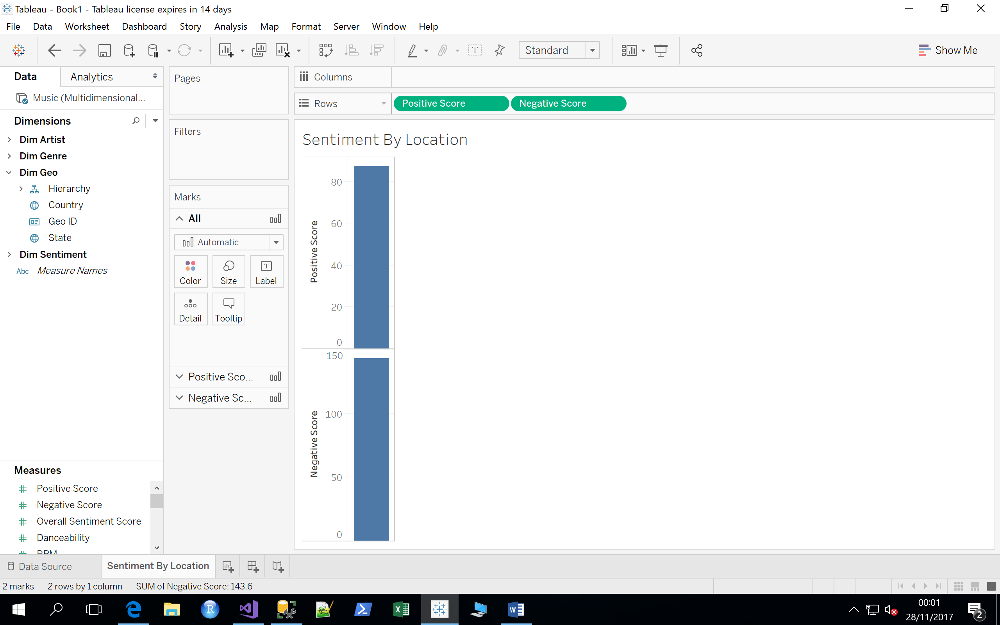 Tableau - Book1 - Tableau license expires in 14 days
File Data Worksheet Dashboard Story Analysis Map Format Server Window Help
Standard
Show Me
Data Analytics
Music (Multidimensional...
Dimensions
Dim Artist
Dim Genre
Dim Geo
Hierarchy
Country
Geo ID
State
Dim Sentiment
Abc Measure Names
Measures
Positive Score
Negative Score
Overall Sentiment Score
Danceability
BPM
Pages
Filters
Marks
All
Automatic
Color Size T Label
Detail Tooltip
Positive Sco...
Negative Sc...
Columns
Rows Positive Score Negative Score
Sentiment By Location
Positive Score
80
60
40
20
0
Negative Score
150
100
50
0
Data Source Sentiment By Location
2 marks 2 rows by 1 column SUM of Negative Score: 143.6
00:01
28/11/2017
2